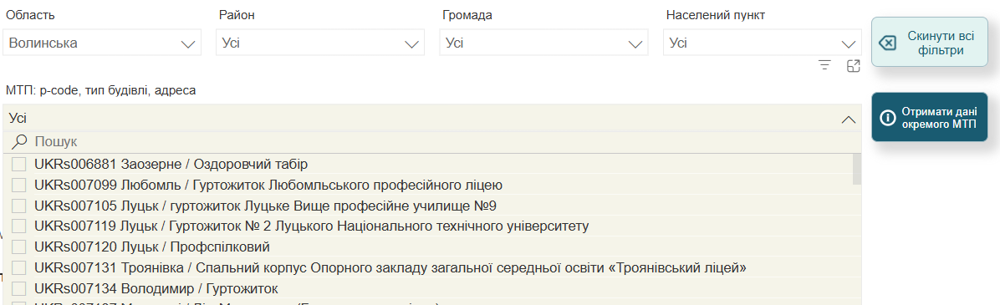 Область
Район
Громада
Населений пункт
Волинська
Усі
Усі
Усі
Скинути всі
фільтри
МТП: p-code, тип будівлі, адреса
Отримати дані
окремого МТП
Усі
Пошук
UKRs006881 Заозерне / Оздоровчий табір
UKRs007099 Любомль / Гуртожиток Любомльського професійного ліцею
UKRs007105 Луцьк / гуртожиток Луцьке Вище професійне училище №9
UKRs007119 Луцьк / Гуртожиток № 2 Луцького Національного технічного університету
UKRs007120 Луцьк / Профспілковий
UKRs007131 Троянівка / Спальний корпус Опорного закладу загальної середньої освіти «Троянівський ліцей»
UKRs007134 Володимир / Гуртожиток